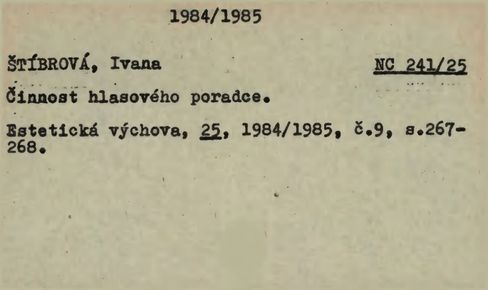 1984/1985
ŠTÍBROVÁ, Ivana NC 241/25
Činnost hlasového poradce.
Estetická výchova, 25, 1984/1985, č.9, s.267-
268.